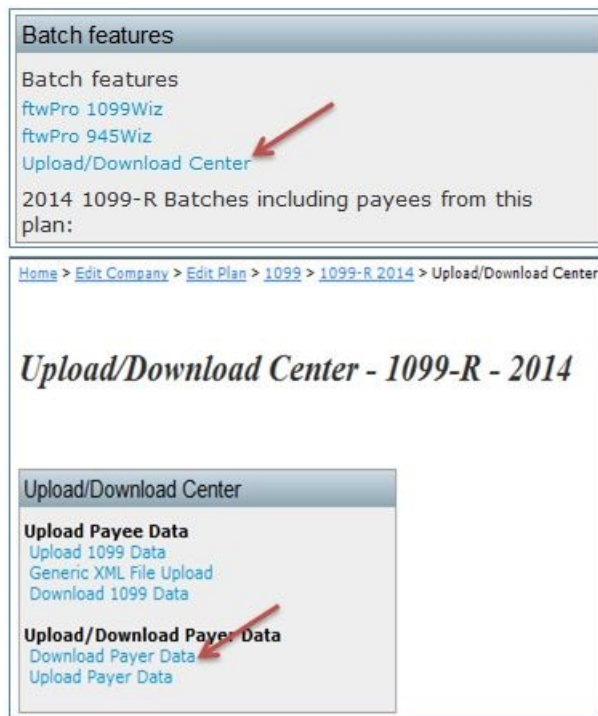 Batch features
Batch features
ftwPro 1099Wiz
ftwPro 945Wiz
Upload/Download Center
2014 1099-R Batches including payees from this
plan:
Home > Edit Company > Edit Plan > 1099 > 1099-R 2014 > Upload/Download Center
Upload/Download Center - 1099-R - 2014
Upload/Download Center
Upload Payee Data
Upload 1099 Data
Generic XML File Upload
Download 1099 Data
Upload/Download Payer Data
Download Payer Data
Upload Payer Data